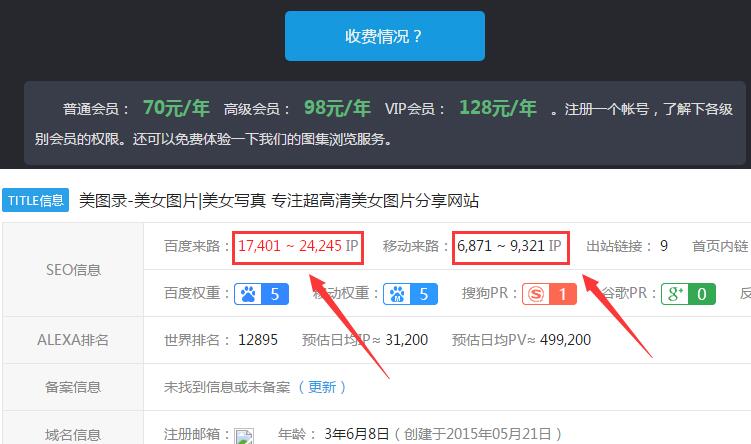 收费情况？
普通会员： 70元/年 高级会员： 98元/年 VIP会员： 128元/年 。注册一个帐号，了解下各级
别会员的权限。还可以免费体验一下我们的图集浏览服务。
TITLE信息 美图录-美女图片|美女写真 专注超高清美女图片分享网站
SEO信息
百度来路：17,401 ~ 24,245 IP 移动来路：6,871 ~ 9,321 IP 出站链接： 9 首页内链
百度权重： 5 移动权重： 5 搜狗PR： 1 谷歌PR： 0 反
ALEXA排名 世界排名： 12895 预估日均IP≈ 31,200 预估日均PV≈ 499,200
备案信息 未找到信息或未备案（更新）
域名信息 注册邮箱： 年龄： 3年6月8日（创建于2015年05月21日）